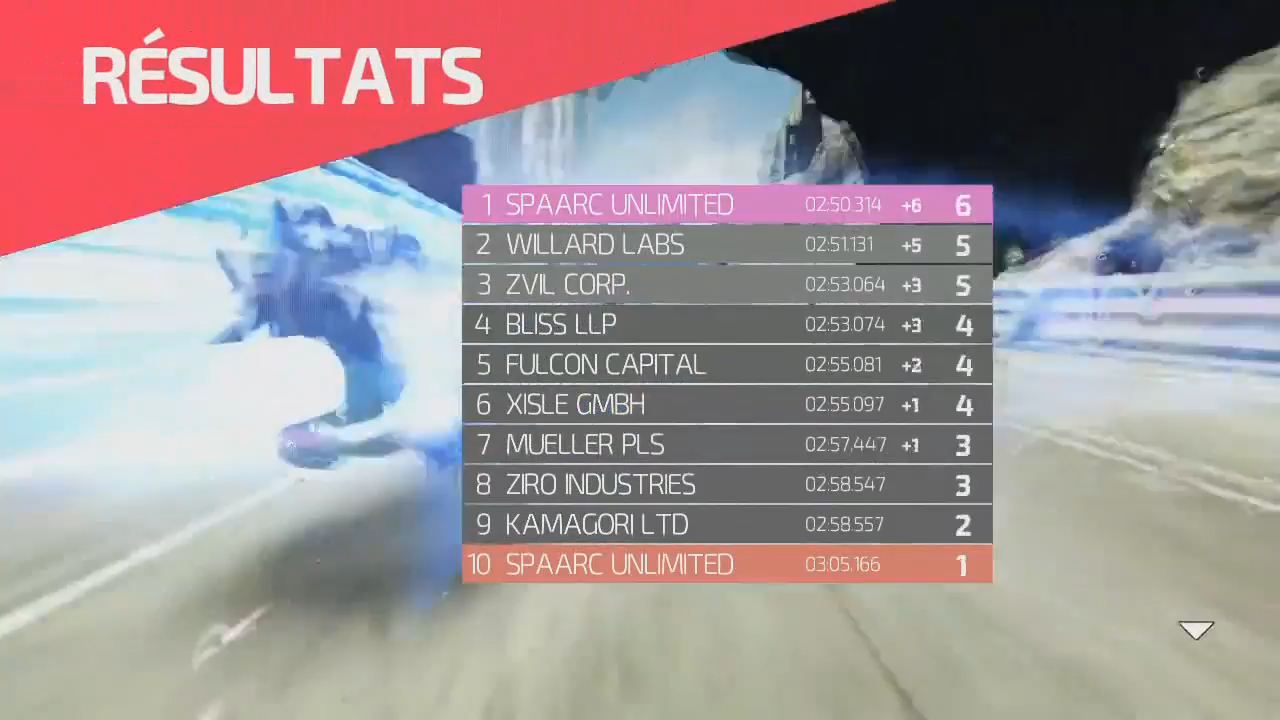 RÉSULTATS
1 SPAARC UNLIMITED 02:50.314 +6 6
2 WILLARD LABS 02:51.131 +5 5
3 ZVIL CORP. 02:53.064 +3 5
4 BLISS LLP 02:53.074 +3 4
5 FULCON CAPITAL 02:55.081 +2 4
6 XISLE GMBH 02:55.097 +1 4
7 MUELLER PLS 02:57.447 +1 3
8 ZIRO INDUSTRIES 02:58.547 3
9 KAMAGORI LTD 02:58.557 2
10 SPAARC UNLIMITED 03:05.166 1